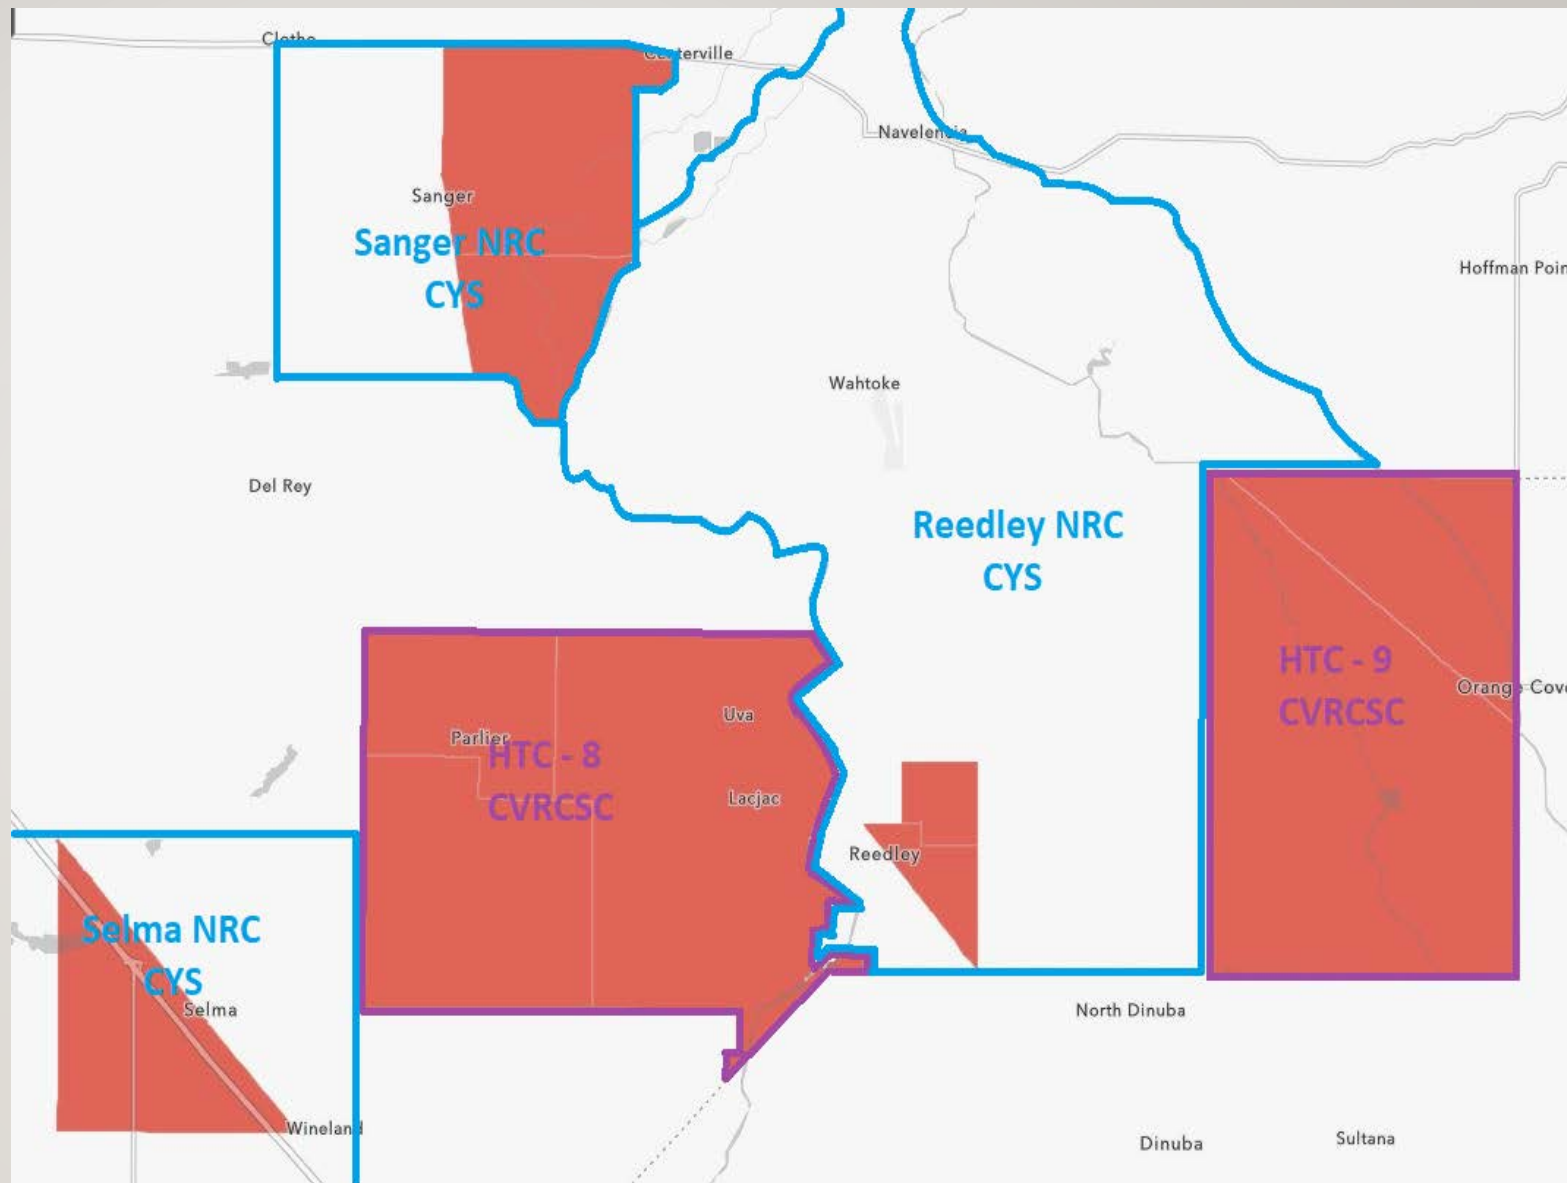 Clotho
Centerville
Navelencia
Sanger
Sanger NRC
CYS
Hoffman Poin
Wahtoke
Del Rey
Reedley NRC
CYS
HTC - 9
CVRCSC
Orange Cove
Uva
Parlier
HTC - 8
CVRCSC
Lacjac
Reedley
Selma NRC
CYS
Selma
North Dinuba
Wineland
Dinuba
Sultana